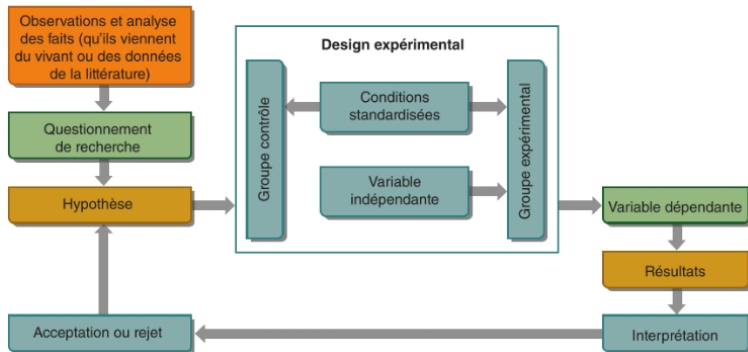 Observations et analyse
des faits (qu'ils viennent
du vivant ou des données
de la littérature)
Questionnement
de recherche
Hypothèse
Design expérimental
Groupe contrôle
Conditions
standardisées
Variable
indépendante
Groupe expérimental
Variable dépendante
Résultats
Interprétation
Acceptation ou rejet